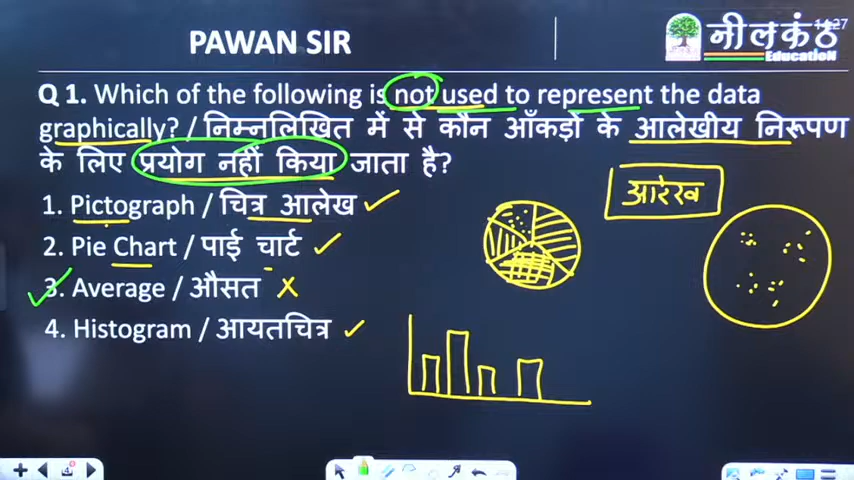 PAWAN SIR
नीलकंठ
EducatioN
Q 1. Which of the following is not used to represent the data
graphically? / निम्नलिखित में से कौन आँकड़ों के आलेखीय निरूपण
के लिए प्रयोग नहीं किया जाता है?
1. Pictograph / चित्र आलेख
आरेख
2. Pie Chart / पाई चार्ट
3. Average / औसत
4. Histogram / आयतचित्र